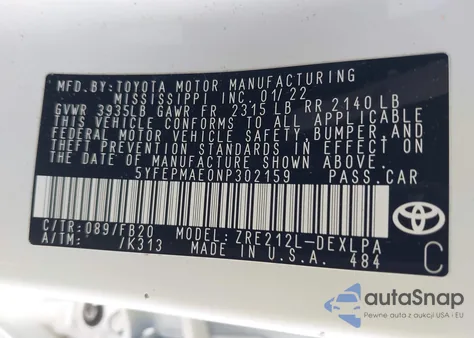 MFD.BY: TOYOTA MOTOR MANUFACTURING
MISSISSIPPI INC. 01/22
GVWR 3935LB GAWR FR 2315LB RR 2140LB
THIS VEHICLE CONFORMS TO ALL APPLICABLE
FEDERAL MOTOR VEHICLE SAFETY, BUMPER, AND
THEFT PREVENTION STANDARDS IN EFFECT ON
THE DATE OF MANUFACTURE SHOWN ABOVE.
5YFEPMAE0NP302159 PASS.CAR
C/TR: 089/FB20 MODEL: ZRE212L-DEXLPA
A/TM: /K313 MADE IN U.S.A. 484
TOYOTA
C
autoSnap
Pewne auta z aukcji USA i EU